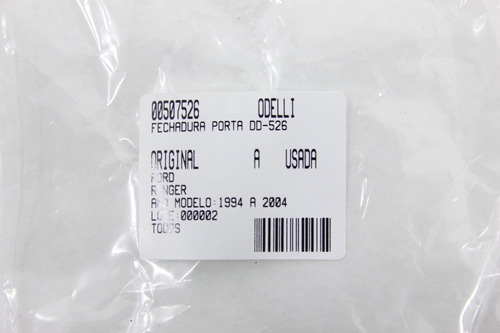 00507526 ODELLI
FECHADURA PORTA DD-526
ORIGINAL A USADA
FORD
RANGER
ANO MODELO:1994 A 2004
LOTE:000002
TODOS